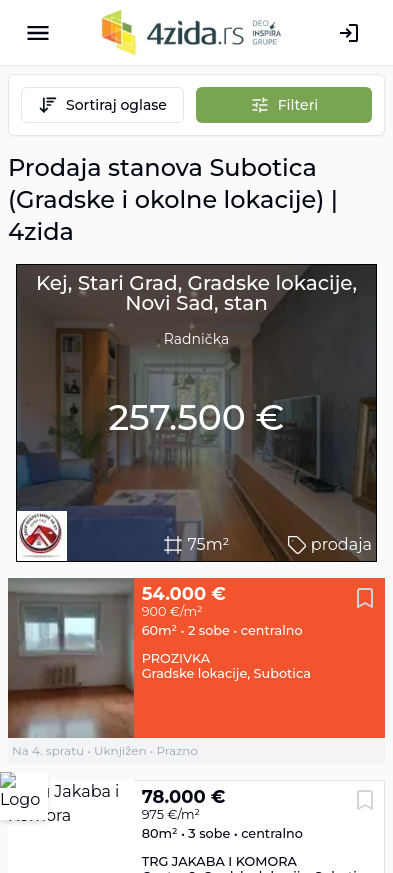 4zida.rs
DEO
INSPIRA
GRUPE
Sortiraj oglase
Filteri
Prodaja stanova Subotica
(Gradske i okolne lokacije) |
4zida
Kej, Stari Grad, Gradske lokacije,
Novi Sad, stan
Radnička
257.500 €
75m²
prodaja
54.000 €
900 €/m²
60m² • 2 sobe • centralno
PROZIVKA
Gradske lokacije, Subotica
Na 4. spratu • Uknjižen • Prazno
Logo
Jakaba i
78.000 €
975 €/m²
80m² • 3 sobe • centralno
TRG JAKABA I KOMORA